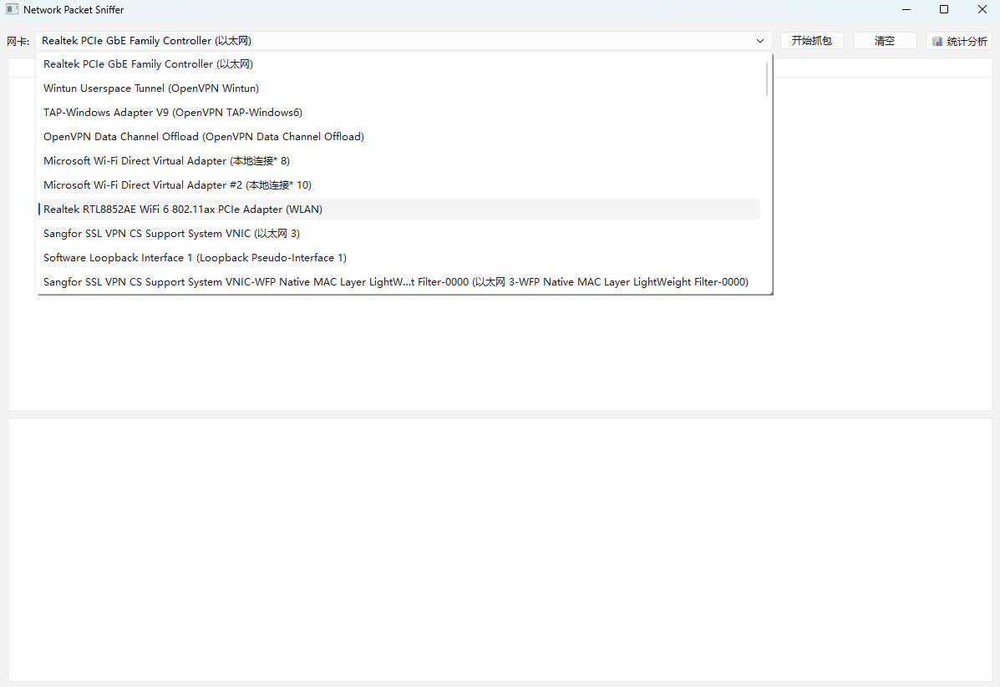 Network Packet Sniffer
网卡: Realtek PCIe GbE Family Controller (以太网) 开始抓包 清空 统计分析
Realtek PCIe GbE Family Controller (以太网)
Wintun Userspace Tunnel (OpenVPN Wintun)
TAP-Windows Adapter V9 (OpenVPN TAP-Windows6)
OpenVPN Data Channel Offload (OpenVPN Data Channel Offload)
Microsoft Wi-Fi Direct Virtual Adapter (本地连接* 8)
Microsoft Wi-Fi Direct Virtual Adapter #2 (本地连接* 10)
Realtek RTL8852AE WiFi 6 802.11ax PCIe Adapter (WLAN)
Sangfor SSL VPN CS Support System VNIC (以太网 3)
Software Loopback Interface 1 (Loopback Pseudo-Interface 1)
Sangfor SSL VPN CS Support System VNIC-WFP Native MAC Layer LightW...t Filter-0000 (以太网 3-WFP Native MAC Layer LightWeight Filter-0000)